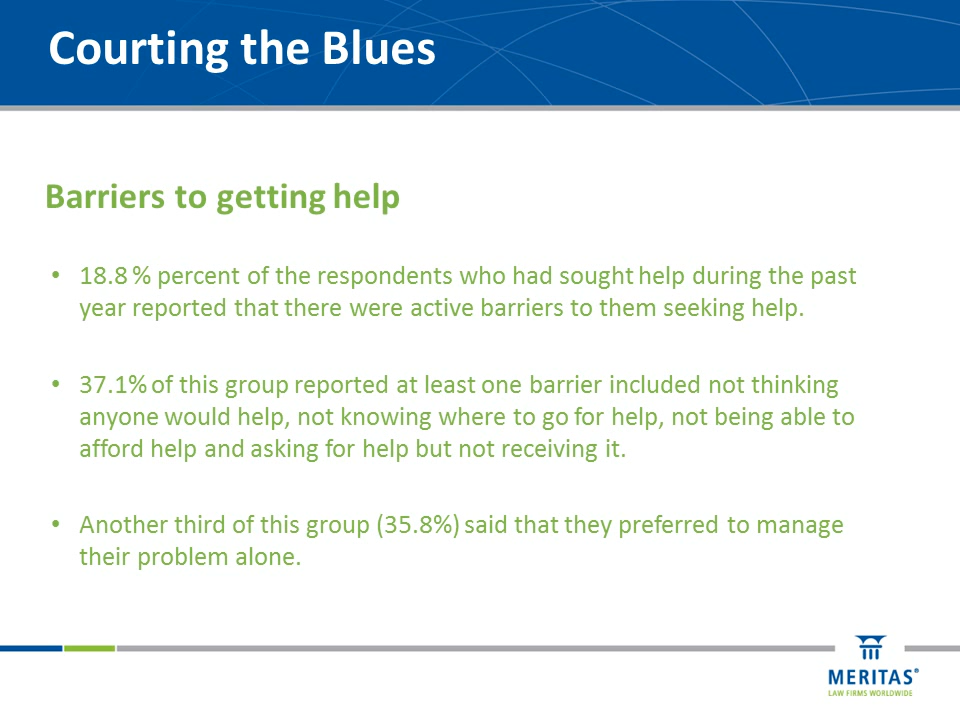 Courting the Blues
Barriers to getting help
• 18.8 % percent of the respondents who had sought help during the past
year reported that there were active barriers to them seeking help.
• 37.1% of this group reported at least one barrier included not thinking
anyone would help, not knowing where to go for help, not being able to
afford help and asking for help but not receiving it.
• Another third of this group (35.8%) said that they preferred to manage
their problem alone.
MERITAS®
LAW FIRMS WORLDWIDE